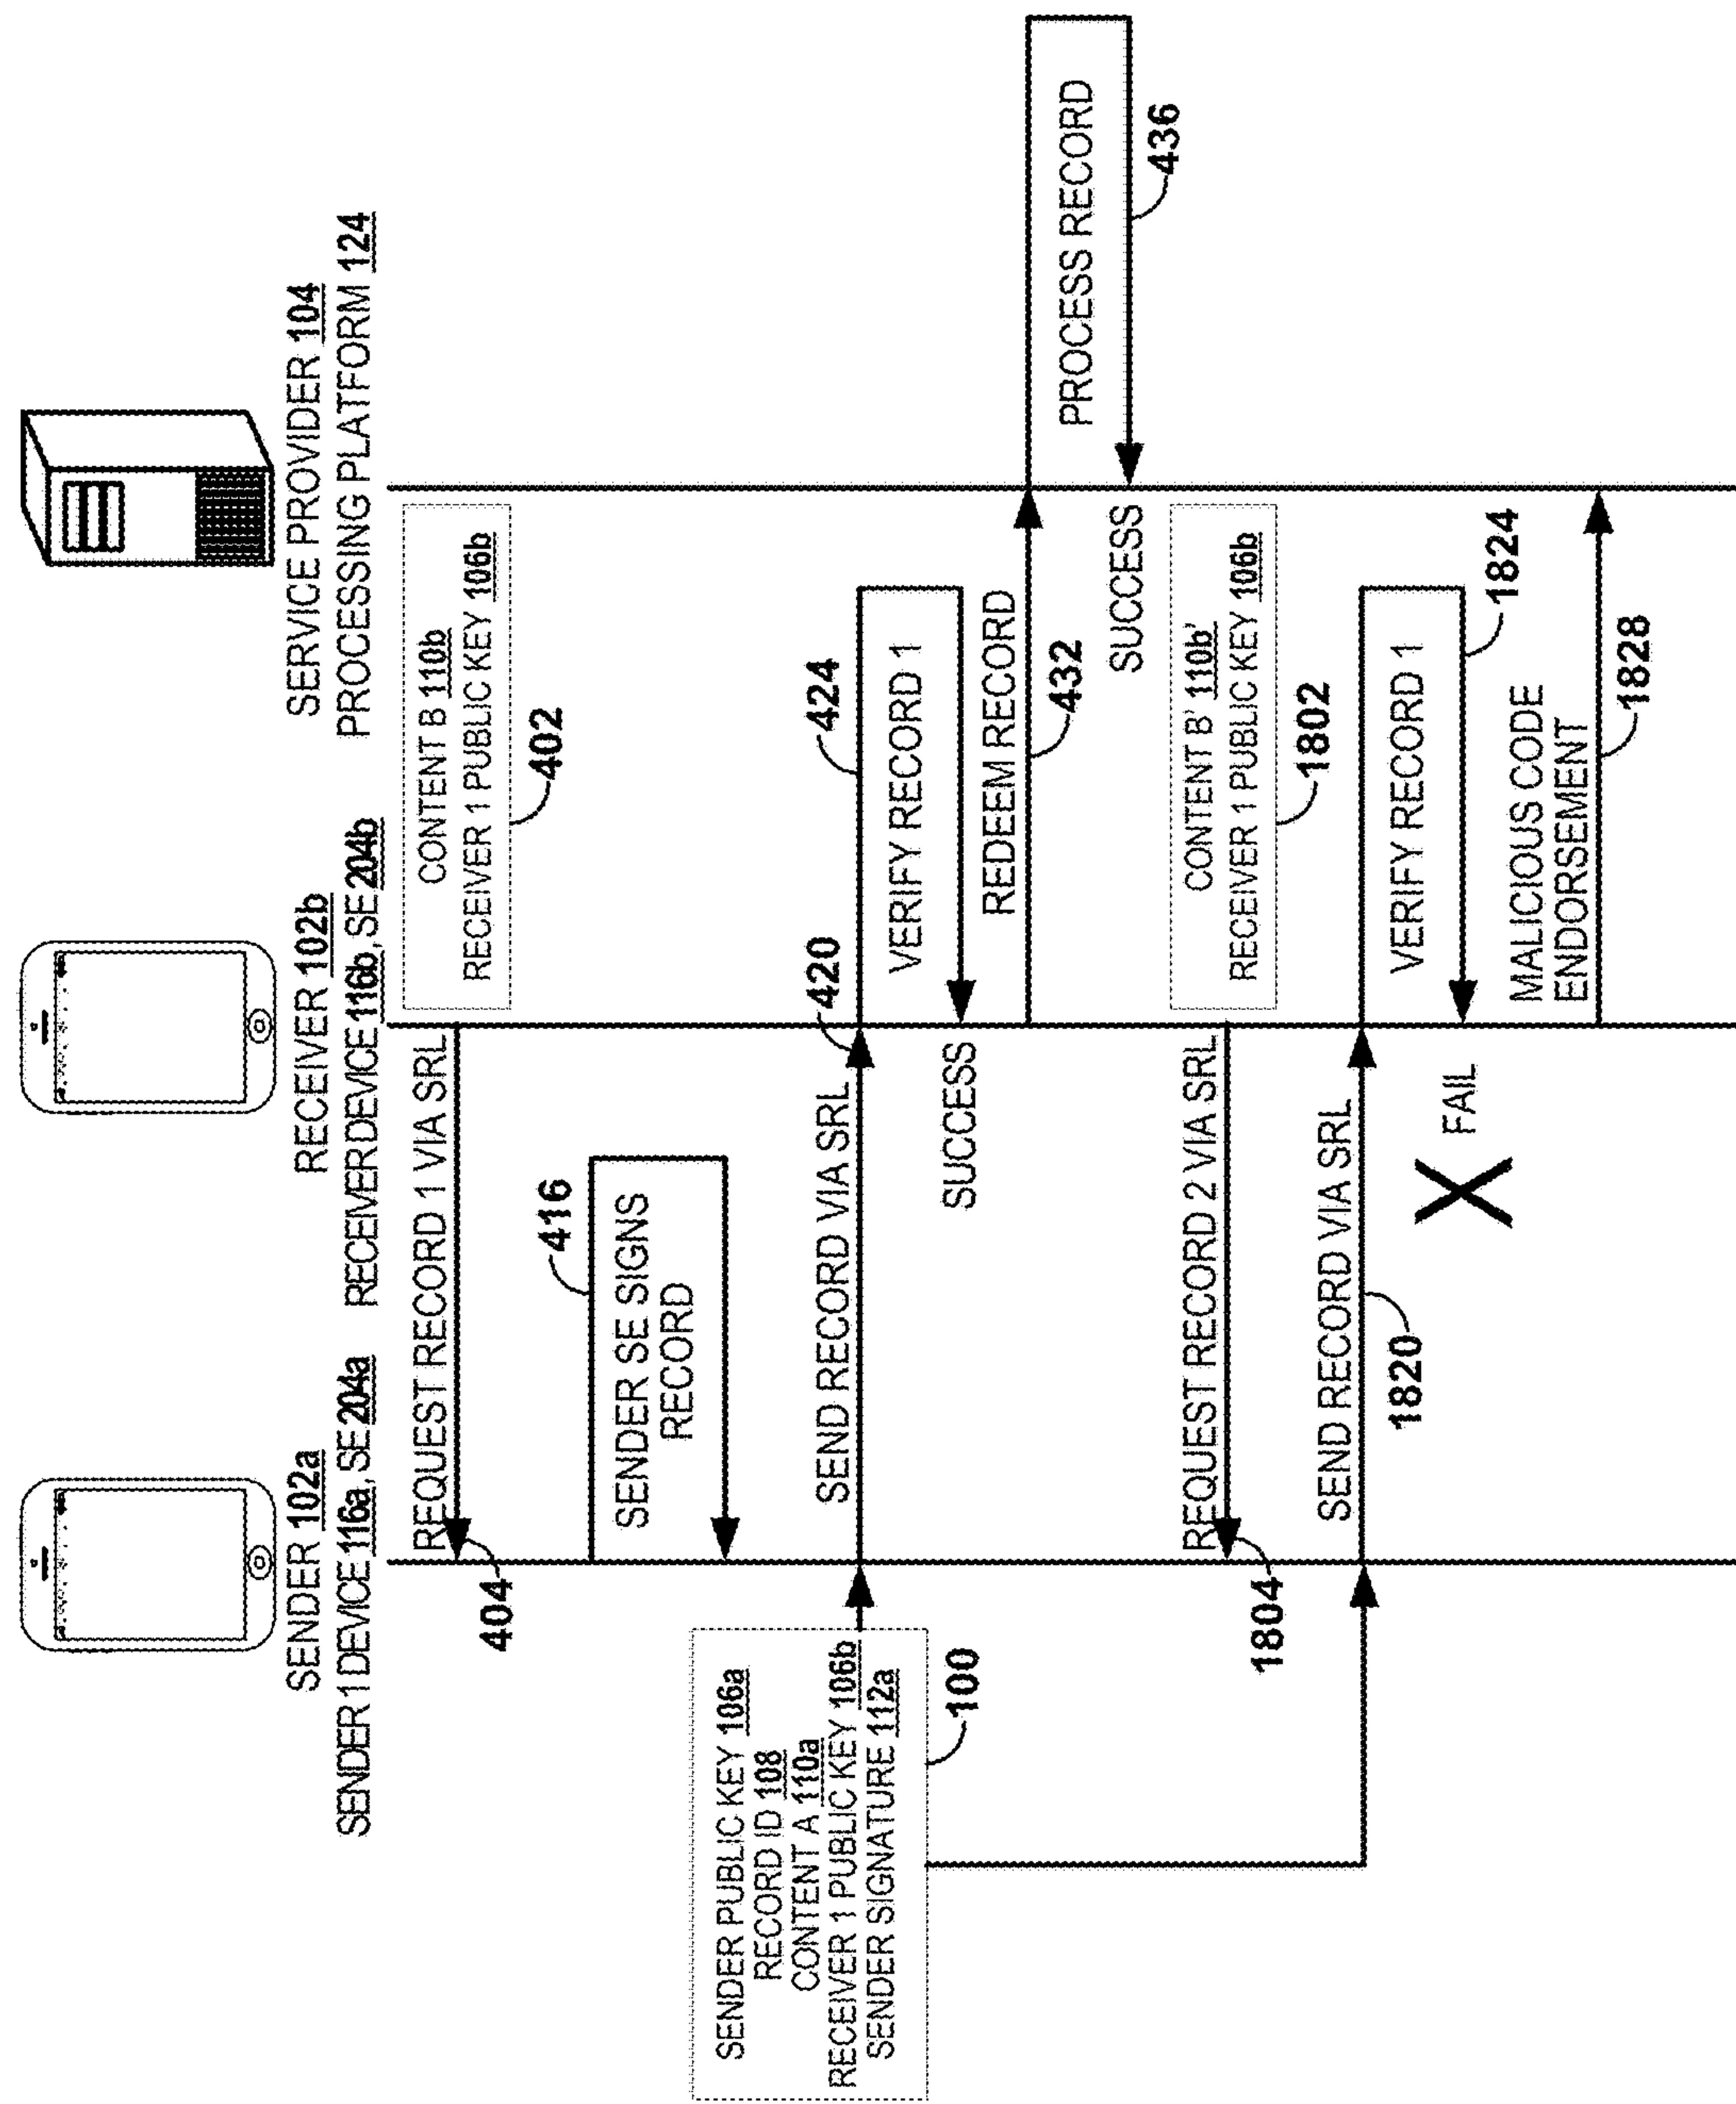 SENDER 102a
SENDER 1 DEVICE 116a, SE 204a
RECEIVER 102b
RECEIVER DEVICE 116b, SE 204b
SERVICE PROVIDER 104
PROCESSING PLATFORM 124
CONTENT B 110b
RECEIVER 1 PUBLIC KEY 106b
402
REQUEST RECORD 1 VIA SRL
404
SENDER SE SIGNS
RECORD
416
SENDER PUBLIC KEY 106a
RECORD ID 108
CONTENT A 110a
RECEIVER 1 PUBLIC KEY 106b
SENDER SIGNATURE 112a
100
SEND RECORD VIA SRL
420
424
VERIFY RECORD 1
SUCCESS
REDEEM RECORD
432
PROCESS RECORD
436
SUCCESS
CONTENT B' 110b'
RECEIVER 1 PUBLIC KEY 106b
1802
REQUEST RECORD 2 VIA SRL
1804
SEND RECORD VIA SRL
1820
VERIFY RECORD 1
1824
FAIL
MALICIOUS CODE
ENDORSEMENT
1828